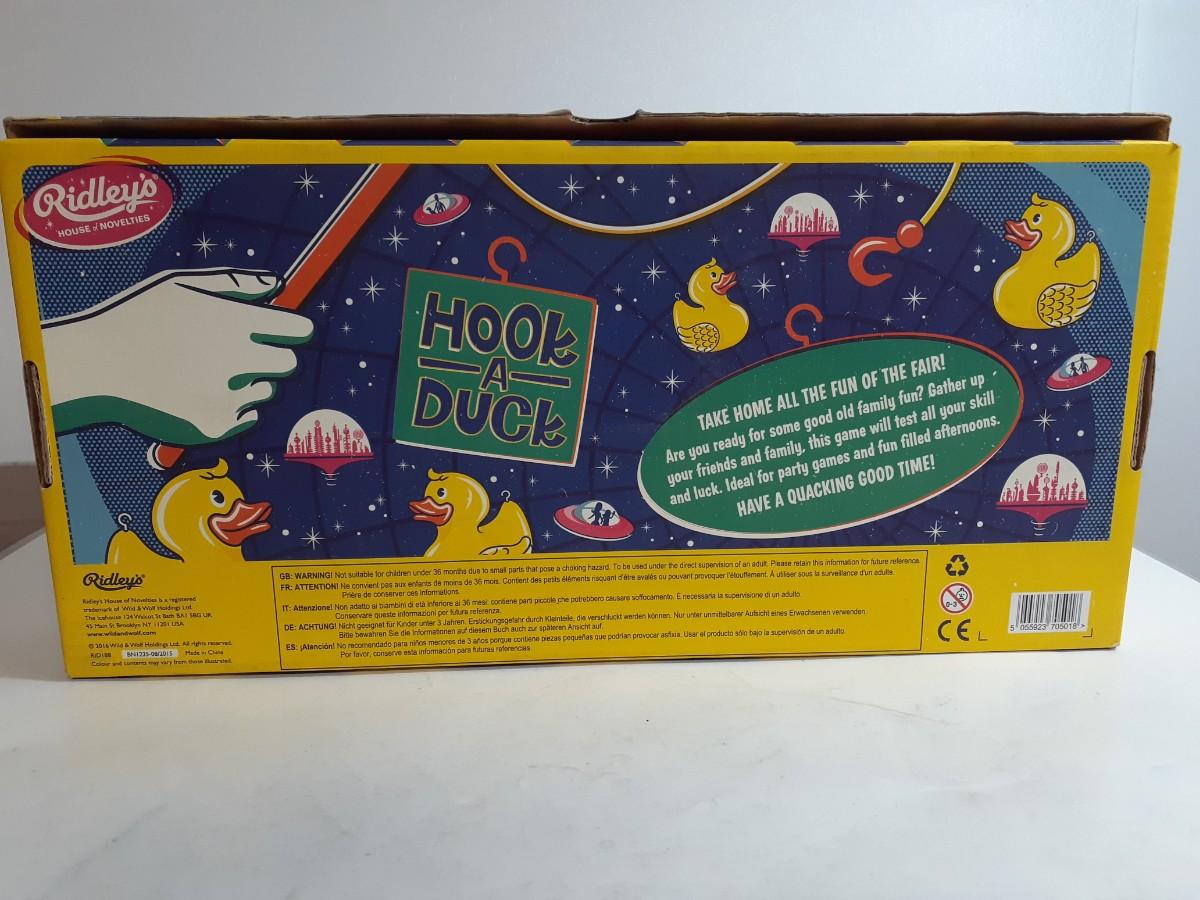 Ridley's
HOUSE of NOVELTIES
HOOK
A
DUCK
TAKE HOME ALL THE FUN OF THE FAIR!
Are you ready for some good old family fun? Gather up
your friends and family, this game will test all your skill
and luck. Ideal for party games and fun filled afternoons.
HAVE A QUACKING GOOD TIME!
Ridley's
Ridley's House of Novelties is a registered
trademark of Wild & Wolf Holdings Ltd.
The Icehouse 124 Walcot St Bath BA1 5BG UK
45 Main St Brooklyn NY 11201 USA
www.wildandwolf.com
© 2016 Wild & Wolf Holdings Ltd. All rights reserved.
RID188 BN1235-08/2015 Made in China
Colour and contents may vary from those illustrated.
GB: WARNING! Not suitable for children under 36 months due to small parts that pose a choking hazard. To be used under the direct supervision of an adult. Please retain this information for future reference.
FR: ATTENTION! Ne convient pas aux enfants de moins de 36 mois. Contient des petits éléments risquant d'être avalés ou pouvant provoquer l'étouffement. À utiliser sous la surveillance d'un adulte.
Prière de conserver ces informations.
IT: Attenzione! Non adatto ai bimbi di età inferiore ai 36 mesi: contiene parti piccole che potrebbero causare soffocamento. È necessaria la supervisione di un adulto.
Conservare queste informazioni per futura referenza.
DE: ACHTUNG! Nicht geeignet für Kinder unter 3 Jahren. Erstickungsgefahr durch Kleinteile, die verschluckt werden können. Nur unter unmittelbarer Aufsicht eines Erwachsenen verwenden.
Bitte bewahren Sie die Informationen auf diesem Buch auch zur späteren Ansicht auf.
ES: ¡Atención! No recomendado para niños menores de 3 años porque contiene piezas pequeñas que podrían provocar asfixia. Usar el producto sólo bajo la supervisión de un adulto.
Por favor, conserve esta información para futuras referencias.
0-3
CE
5 055923 705018 >